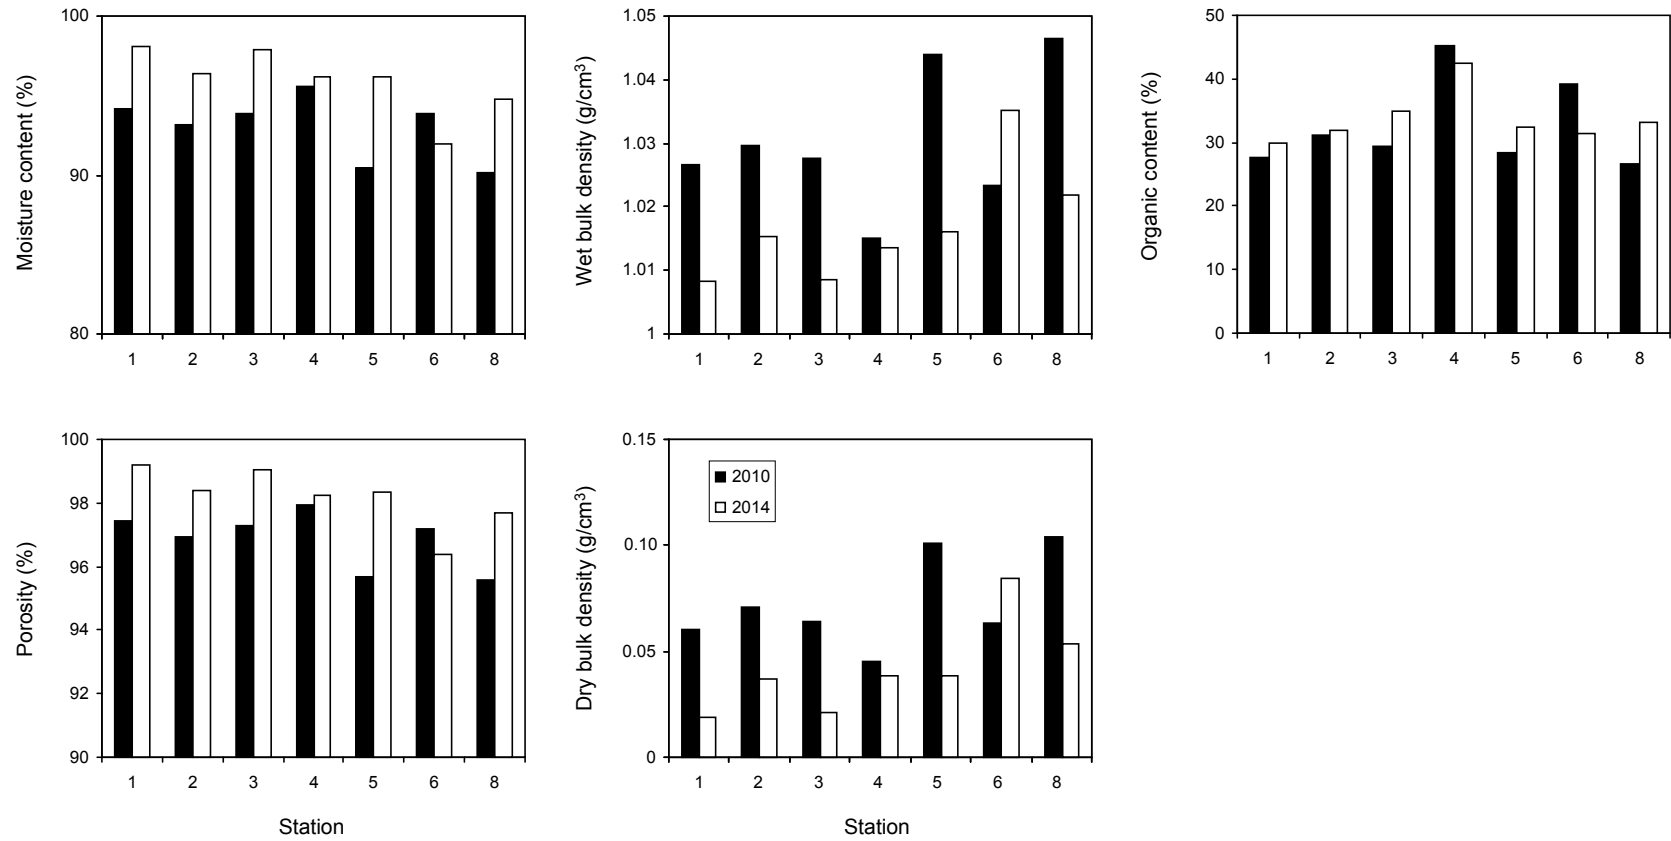 Moisture content (%)
100
90
80
1 2 3 4 5 6 8
Wet bulk density (g/cm³)
1.05
1.04
1.03
1.02
1.01
1
1 2 3 4 5 6 8
Organic content (%)
50
40
30
20
10
0
1 2 3 4 5 6 8
Porosity (%)
100
98
96
94
92
90
1 2 3 4 5 6 8
Station
Dry bulk density (g/cm³)
0.15
0.10
0.05
0
2010
2014
1 2 3 4 5 6 8
Station